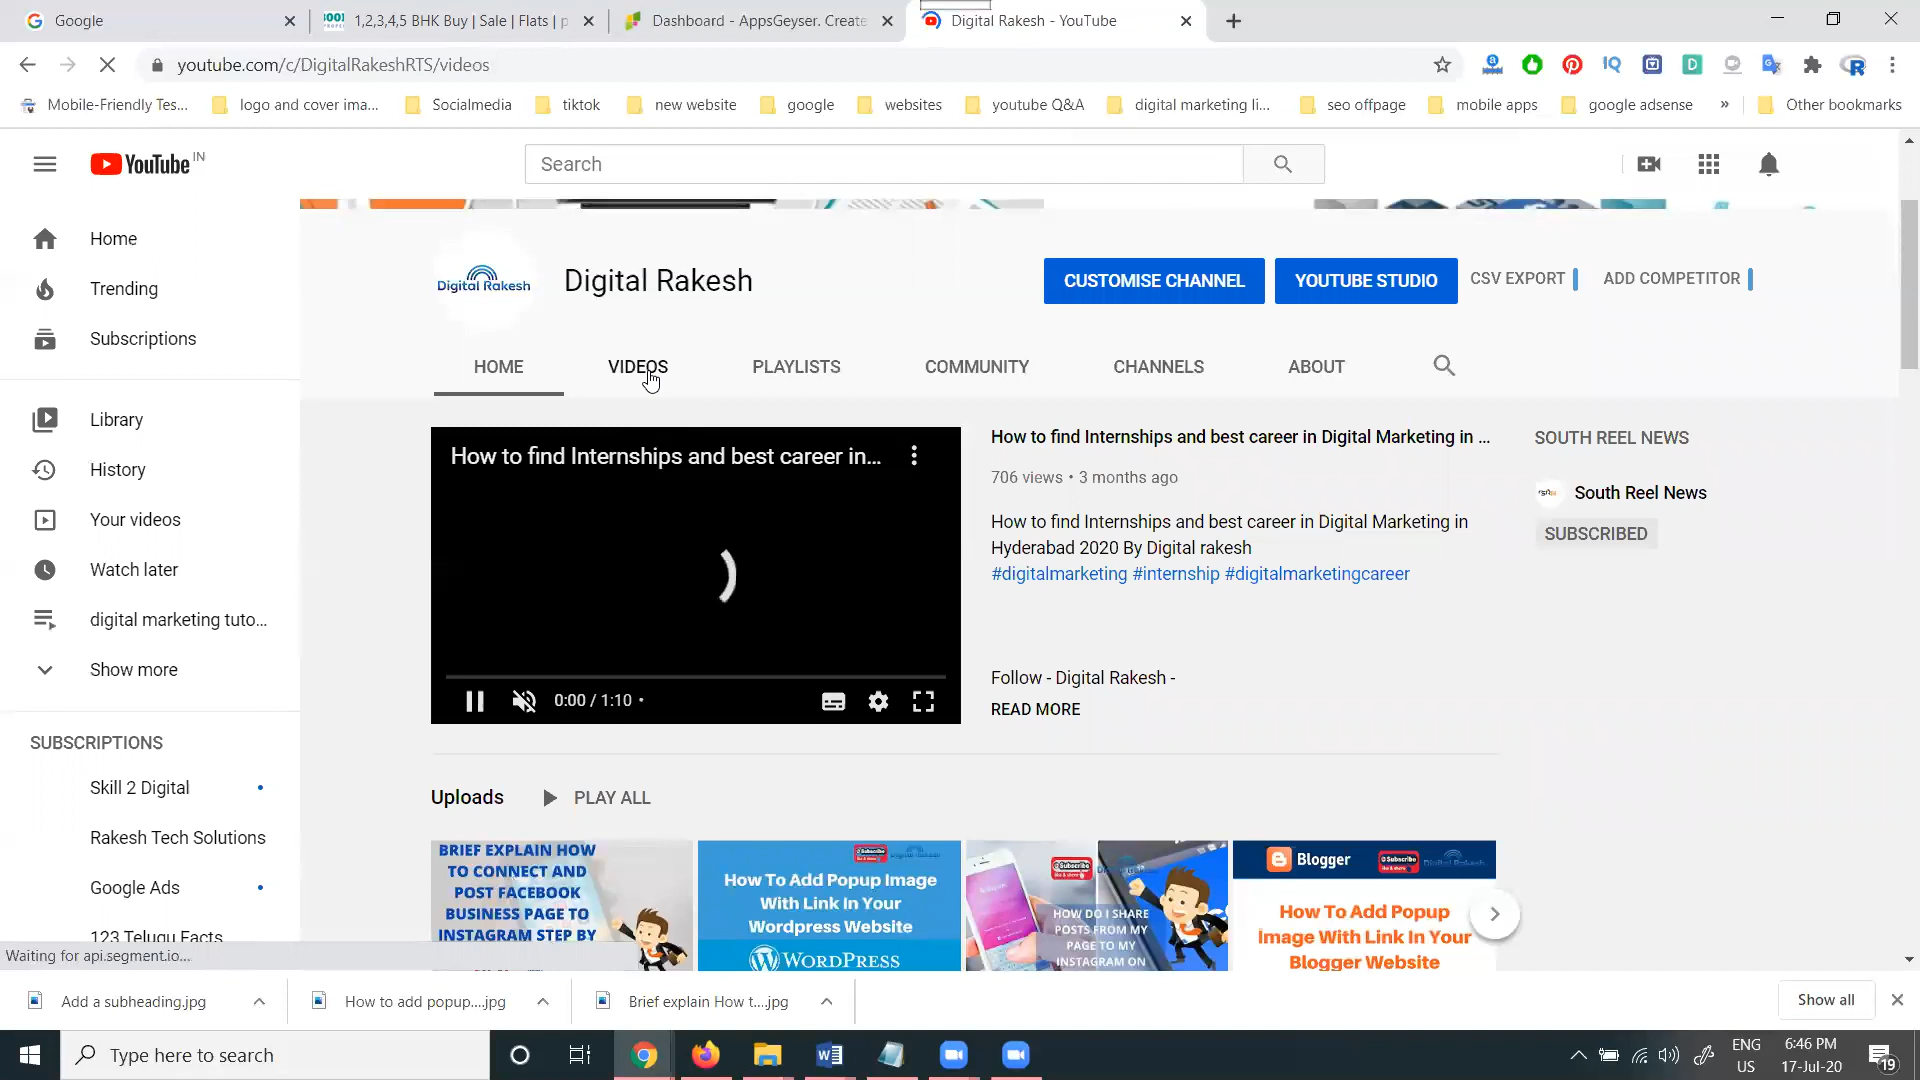 Google
1,2,3,4,5 BHK Buy | Sale | Flats | p
Dashboard - AppsGeyser. Create
Digital Rakesh - YouTube
youtube.com/c/DigitalRakeshRTS/videos
Mobile-Friendly Tes...
logo and cover ima...
Socialmedia
tiktok
new website
google
websites
youtube Q&A
digital marketing li...
seo offpage
mobile apps
google adsense
»
Other bookmarks
YouTube IN
Search
Home
Trending
Subscriptions
Library
History
Your videos
Watch later
digital marketing tuto...
Show more
SUBSCRIPTIONS
Skill 2 Digital
Rakesh Tech Solutions
Google Ads
123 Telugu Facts
Waiting for api.segment.io...
Digital Rakesh
Digital Rakesh
CUSTOMISE CHANNEL
YOUTUBE STUDIO
CSV EXPORT
ADD COMPETITOR
HOME
VIDEOS
PLAYLISTS
COMMUNITY
CHANNELS
ABOUT
How to find Internships and best career in...
0:00 / 1:10 •
How to find Internships and best career in Digital Marketing in ...
706 views • 3 months ago
How to find Internships and best career in Digital Marketing in
Hyderabad 2020 By Digital rakesh
#digitalmarketing #internship #digitalmarketingcareer
Follow - Digital Rakesh -
READ MORE
SOUTH REEL NEWS
South Reel News
SUBSCRIBED
Uploads
PLAY ALL
BRIEF EXPLAIN HOW
TO CONNECT AND
POST FACEBOOK
BUSINESS PAGE TO
INSTAGRAM STEP BY
Subscribe
How To Add Popup Image
With Link In Your
Wordpress Website
WORDPRESS
Subscribe
HOW DO I SHARE
POSTS FROM MY
PAGE TO MY
INSTAGRAM ON
Blogger
Subscribe
How To Add Popup
Image With Link In Your
Blogger Website
Add a subheading.jpg
How to add popup....jpg
Brief explain How t....jpg
Show all
Type here to search
ENG
US
6:46 PM
17-Jul-20
19